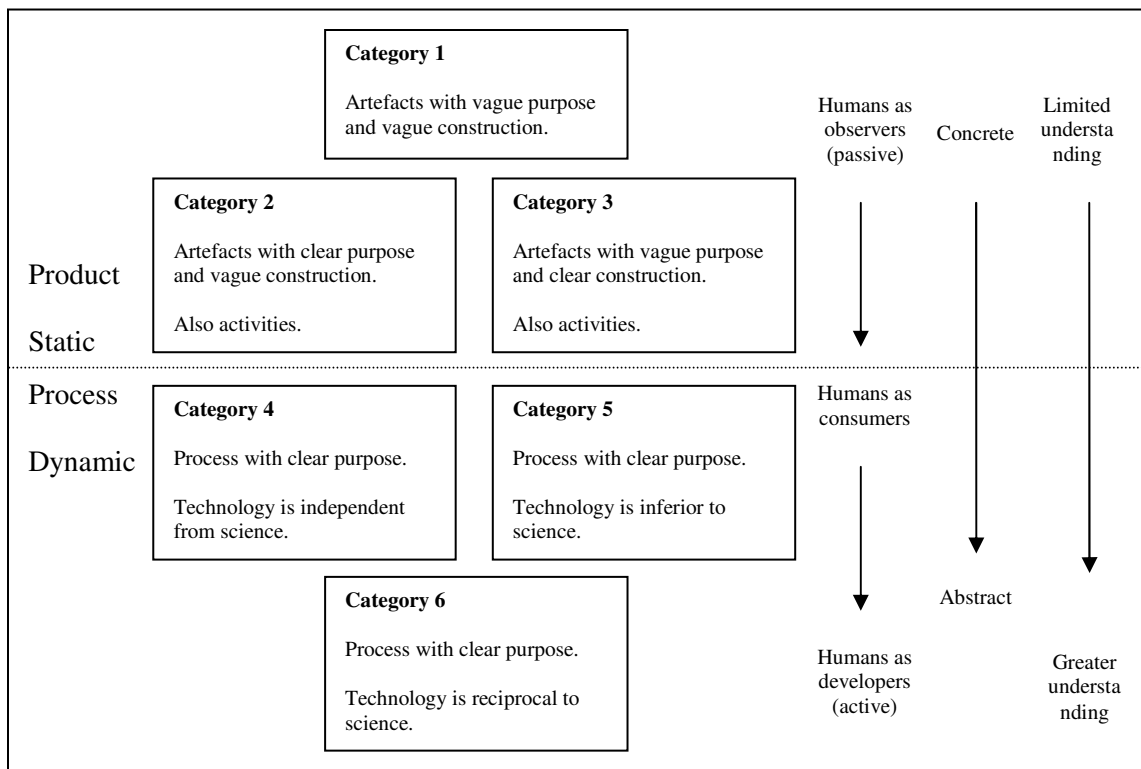 Category 1
Artefacts with vague purpose
and vague construction.
Humans as
observers
(passive)
Concrete
Limited
understa
nding
Category 2
Artefacts with clear purpose
and vague construction.
Also activities.
Category 3
Artefacts with vague purpose
and clear construction.
Also activities.
Product
Static
Process
Dynamic
Category 4
Process with clear purpose.
Technology is independent
from science.
Category 5
Process with clear purpose.
Technology is inferior to
science.
Humans as
consumers
Category 6
Process with clear purpose.
Technology is reciprocal to
science.
Abstract
Humans as
developers
(active)
Greater
understa
nding